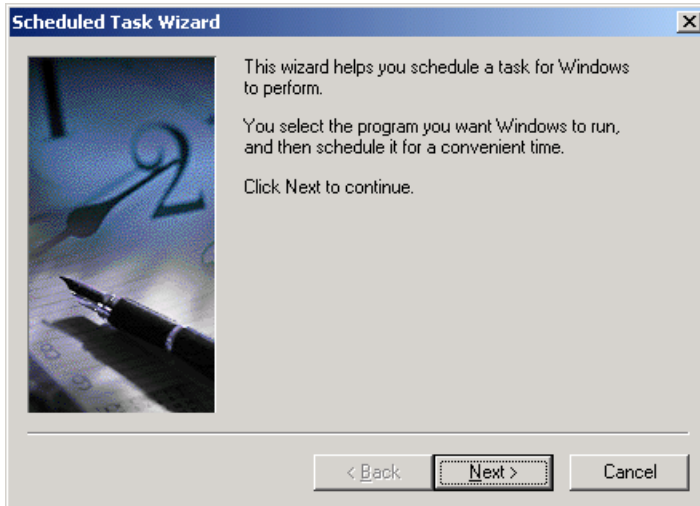 Scheduled Task Wizard
This wizard helps you schedule a task for Windows
to perform.
You select the program you want Windows to run,
and then schedule it for a convenient time.
Click Next to continue.
2
< Back
Next >
Cancel